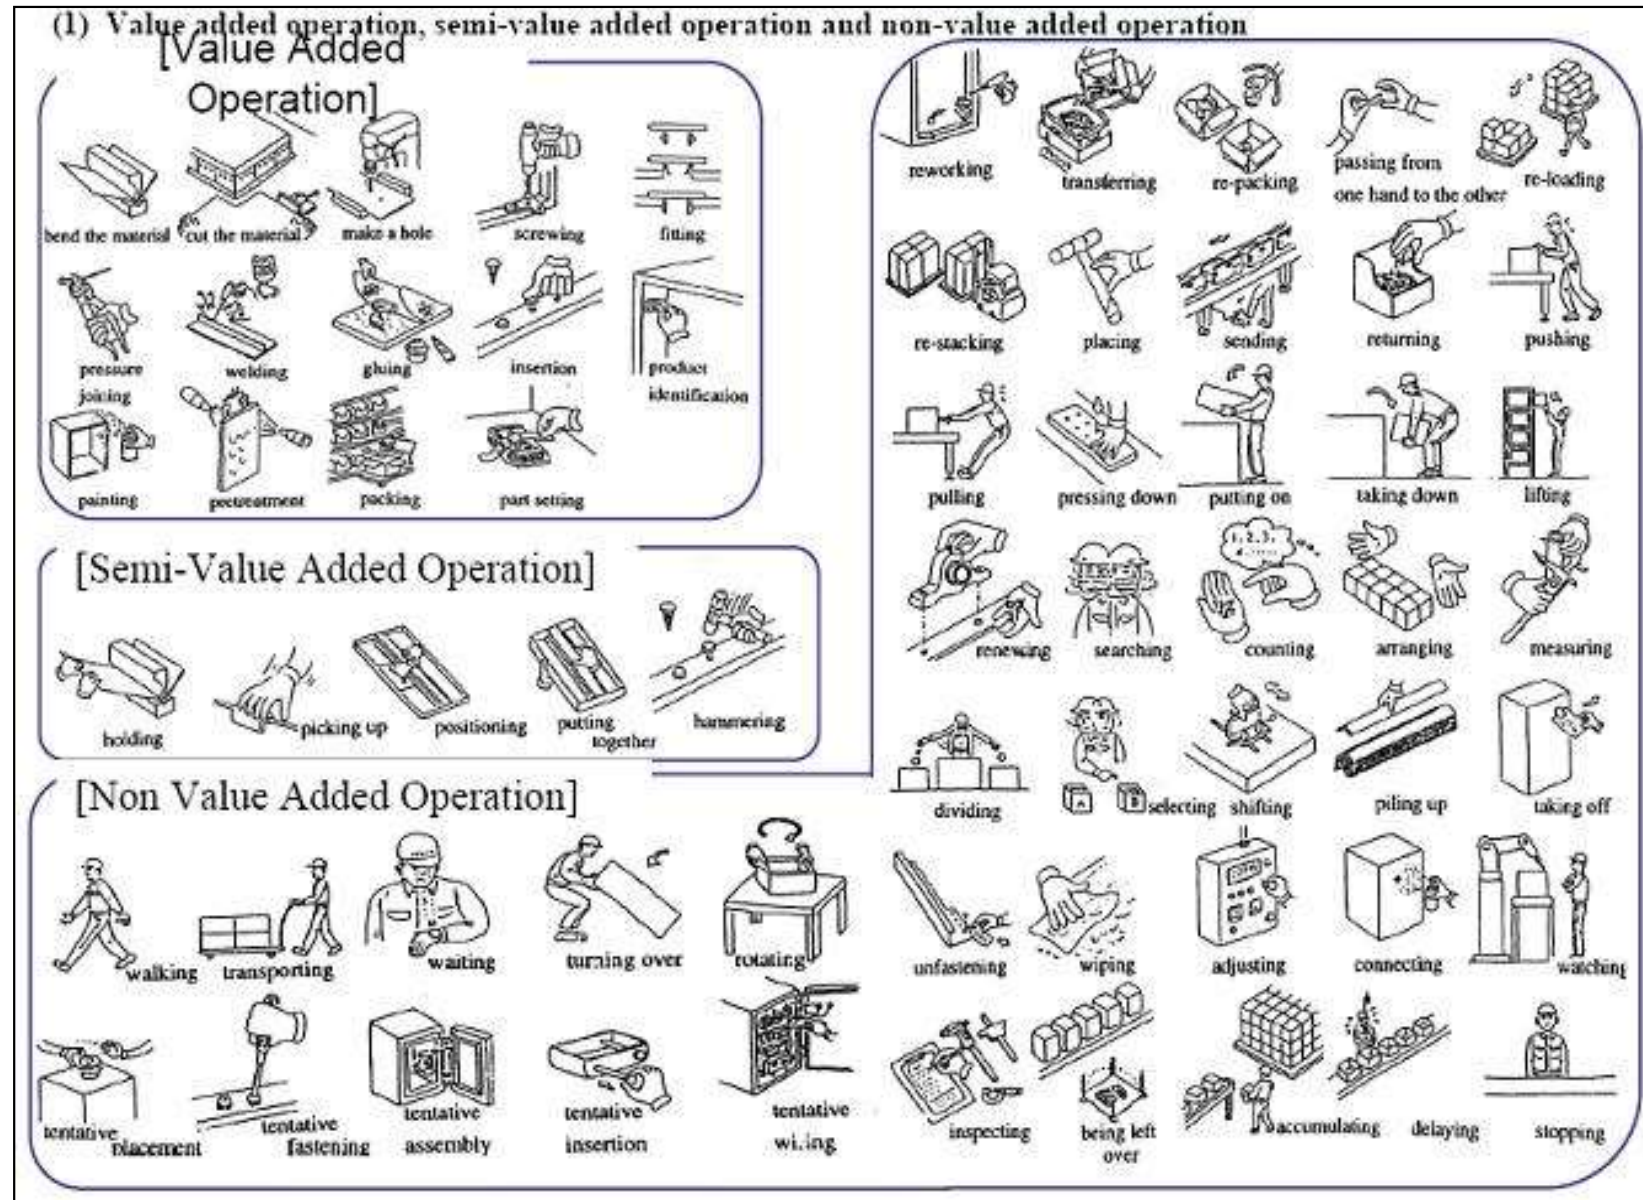 (1) Value added operation, semi-value added operation and non-value added operation
[Value Added
Operation]
bend the material cut the material make a hole screwing fitting
pressure welding gluing insertion product
joining identification
painting pretreatment packing part setting
[Semi-Value Added Operation]
holding picking up positioning putting hammering
together
[Non Value Added Operation]
walking transporting waiting turning over rotating
tentative tentative tentative tentative tentative
placement fastening assembly insertion wiring
reworking transferring re-packing passing from re-loading
one hand to the other
re-stacking placing sending returning pushing
pulling pressing down putting on taking down lifting
1.2.3.
4.
renewing searching counting arranging measuring
A B
dividing selecting shifting piling up taking off
unfastening wiping adjusting connecting watching
inspecting being left accumulating delaying stopping
over